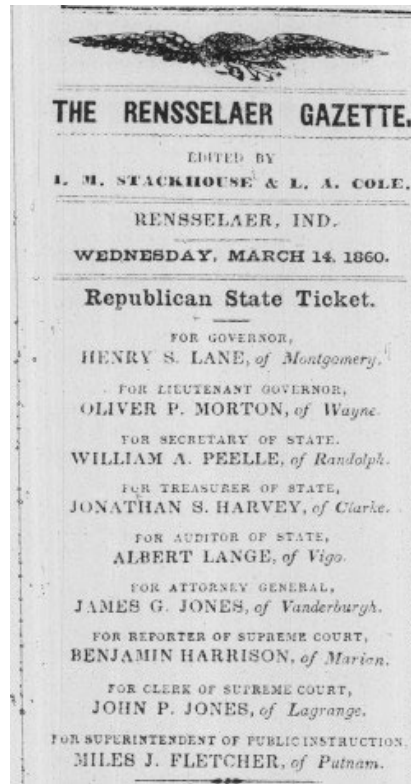 THE RENSSELAER GAZETTE.
EDITED BY
I. M. STACKHOUSE & L. A. COLE.
RENSSELAER, IND.
WEDNESDAY, MARCH 14, 1860.
Republican State Ticket.
FOR GOVERNOR,
HENRY S. LANE, of Montgomery.
FOR LIEUTENANT GOVERNOR,
OLIVER P. MORTON, of Wayne.
FOR SECRETARY OF STATE.
WILLIAM A. PEELLE, of Randolph.
FOR TREASURER OF STATE,
JONATHAN S. HARVEY, of Clarke.
FOR AUDITOR OF STATE,
ALBERT LANGE, of Vigo.
FOR ATTORNEY GENERAL,
JAMES G. JONES, of Vanderburgh.
FOR REPORTER OF SUPREME COURT,
BENJAMIN HARRISON, of Marion.
FOR CLERK OF SUPREME COURT,
JOHN P. JONES, of Lagrange.
FOR SUPERINTENDENT OF PUBLIC INSTRUCTION.
MILES J. FLETCHER, of Putnam.